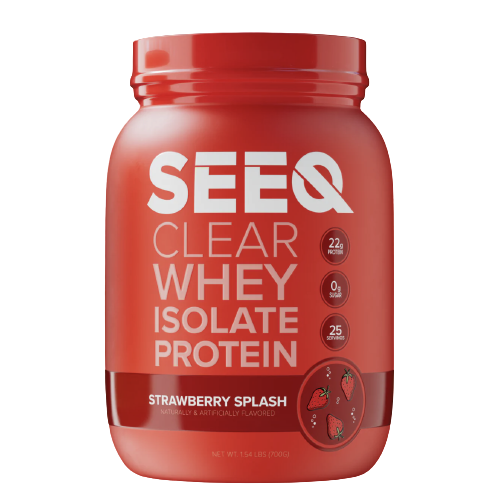 SEEQ
CLEAR
WHEY
ISOLATE
PROTEIN
22g
PROTEIN
0g
SUGAR
25
SERVINGS
STRAWBERRY SPLASH
NATURALLY & ARTIFICIALLY FLAVORED
NET WT. 1.54 LBS (700G)